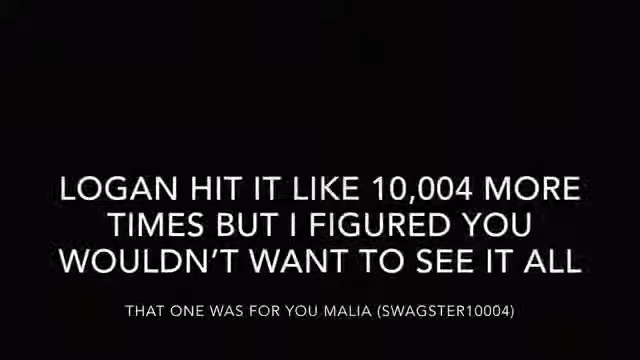 LOGAN HIT IT LIKE 10,004 MORE
TIMES BUT I FIGURED YOU
WOULDN'T WANT TO SEE IT ALL
THAT ONE WAS FOR YOU MALIA (SWAGSTER10004)